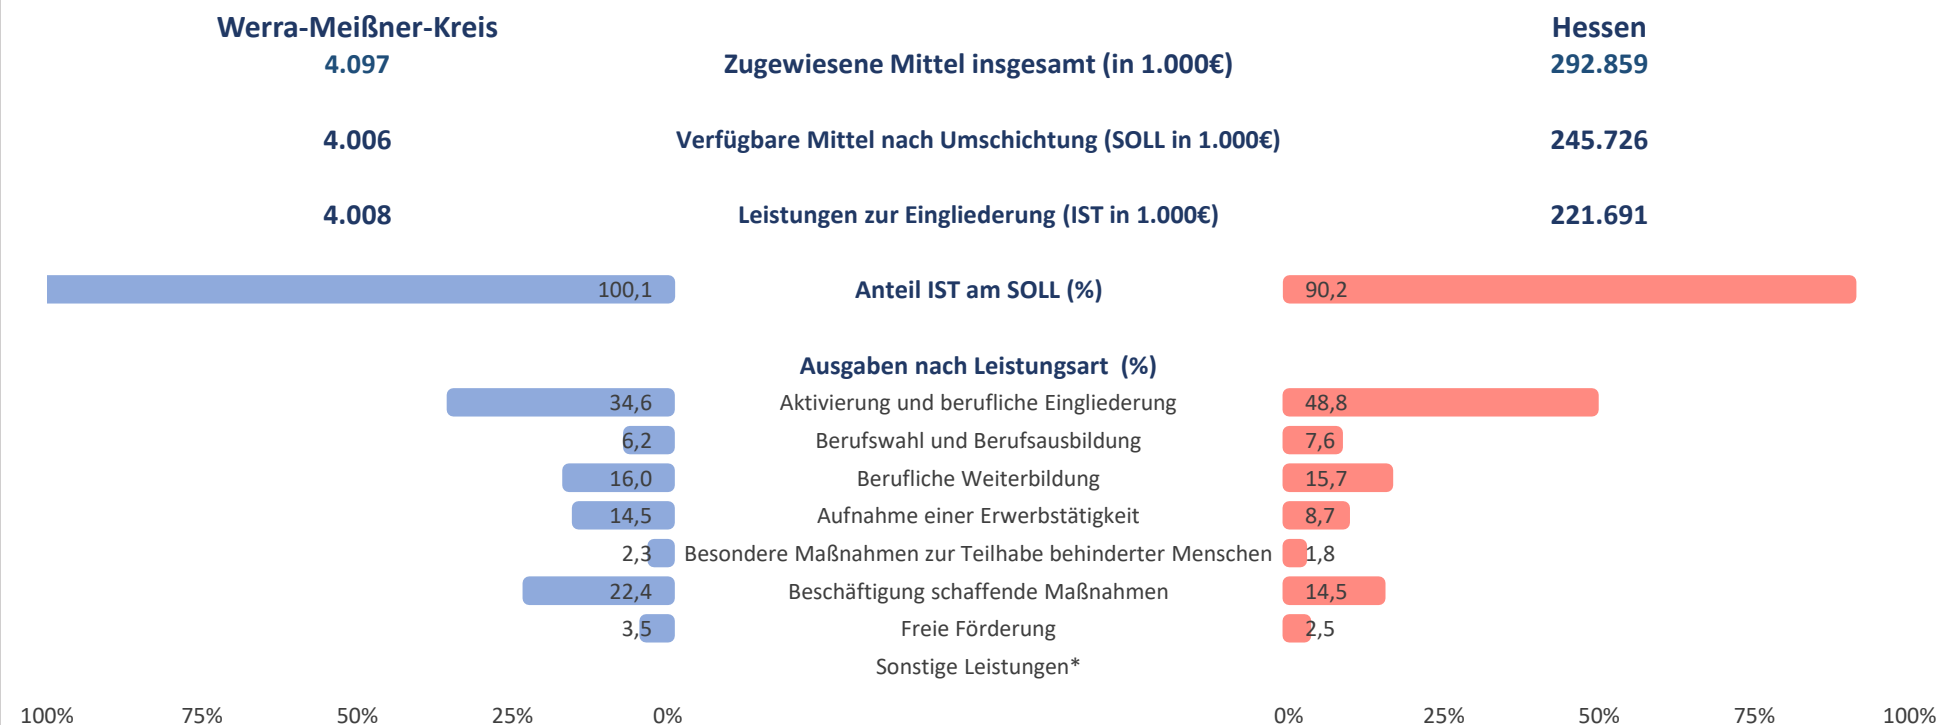 Werra-Meißner-Kreis Hessen
4.097 Zugewiesene Mittel insgesamt (in 1.000€) 292.859
4.006 Verfügbare Mittel nach Umschichtung (SOLL in 1.000€) 245.726
4.008 Leistungen zur Eingliederung (IST in 1.000€) 221.691
100,1 Anteil IST am SOLL (%) 90,2
Ausgaben nach Leistungsart (%)
34,6 Aktivierung und berufliche Eingliederung 48,8
6,2 Berufswahl und Berufsausbildung 7,6
16,0 Berufliche Weiterbildung 15,7
14,5 Aufnahme einer Erwerbstätigkeit 8,7
2,3 Besondere Maßnahmen zur Teilhabe behinderter Menschen 1,8
22,4 Beschäftigung schaffende Maßnahmen 14,5
3,5 Freie Förderung 2,5
Sonstige Leistungen*
100% 75% 50% 25% 0% 0% 25% 50% 75% 100%